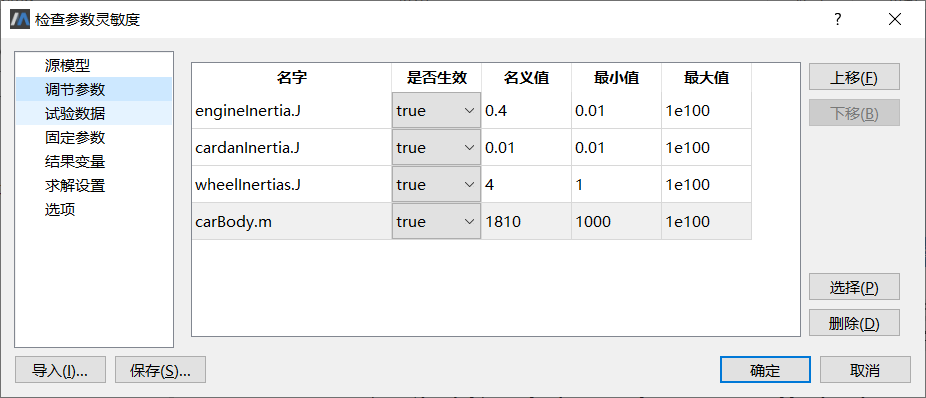 检查参数灵敏度
源模型
调节参数
试验数据
固定参数
结果变量
求解设置
选项
名字 是否生效 名义值 最小值 最大值
engineInertia.J true 0.4 0.01 1e100
cardanInertia.J true 0.01 0.01 1e100
wheelInertias.J true 4 1 1e100
carBody.m true 1810 1000 1e100
上移(F)
下移(B)
选择(P)
删除(D)
导入(I)... 保存(S)... 确定 取消